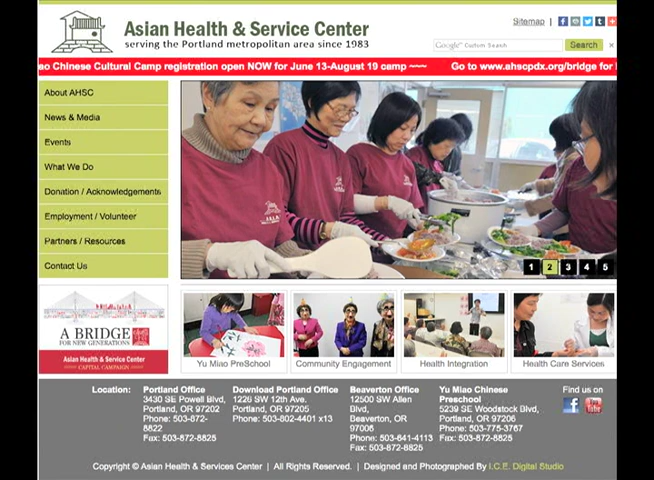 Asian Health & Service Center
serving the Portland metropolitan area since 1983
Sitemap |
Google™ Custom Search
Search ×
ao Chinese Cultural Camp registration open NOW for June 13-August 19 camp ~~~ Go to www.ahsopdx.org/bridge for
About AHSC
News & Media
Events
What We Do
Donation / Acknowledgements
Employment / Volunteer
Partners / Resources
Contact Us
1 2 3 4 5
A BRIDGE
FOR NEW GENERATIONS
Asian Health & Service Center
CAPITAL CAMPAIGN
Yu Miao PreSchool
Community Engagement
Health Integration
Health Care Services
Location:
Portland Office
3430 SE Powell Blvd,
Portland, OR 97202
Phone: 503-872-
8822
Fax: 503-872-8825
Download Portland Office
1226 SW 12th Ave.
Portland, OR 97205
Phone: 503-802-4401 x13
Beaverton Office
12500 SW Allen
Blvd,
Beaverton, OR
97006
Phone: 503-641-4113
Fax: 503-872-8825
Yu Miao Chinese
Preschool
5239 SE Woodstock Blvd,
Portland, OR 97206
Phone: 503-775-3767
Fax: 503-872-8825
Find us on
f You Tube
Copyright © Asian Health & Services Center | All Rights Reserved. | Designed and Photographed By I.C.E. Digital Studio